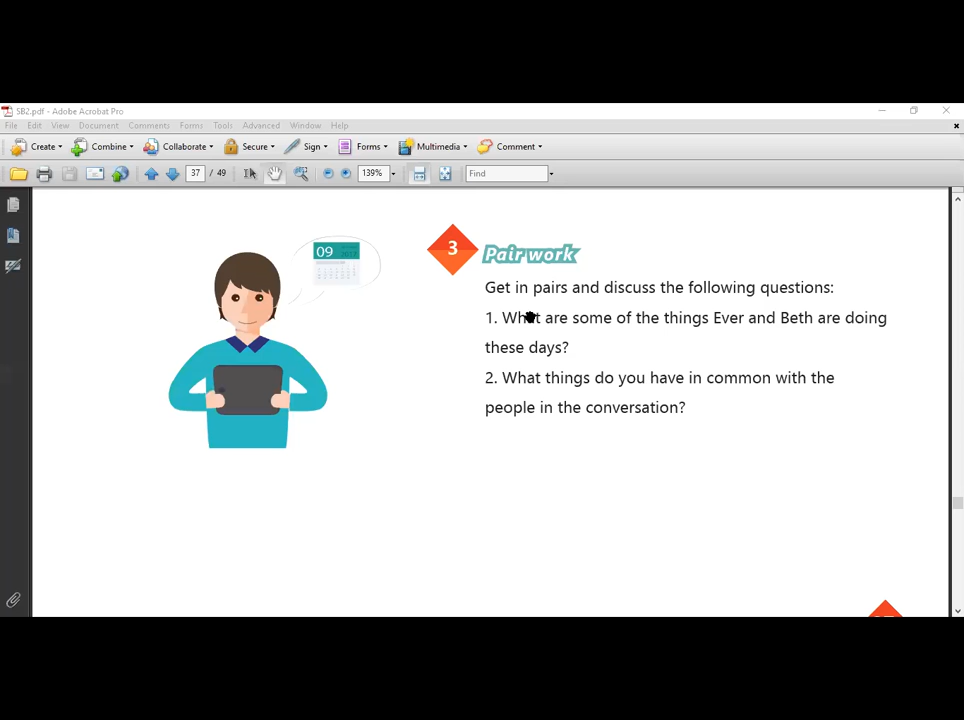 SB2.pdf - Adobe Acrobat Pro
File Edit View Document Comments Forms Tools Advanced Window Help
Create Combine Collaborate Secure Sign Forms Multimedia Comment
37 / 49 139% Find
09
3
Pair work
Get in pairs and discuss the following questions:
1. What are some of the things Ever and Beth are doing
these days?
2. What things do you have in common with the
people in the conversation?